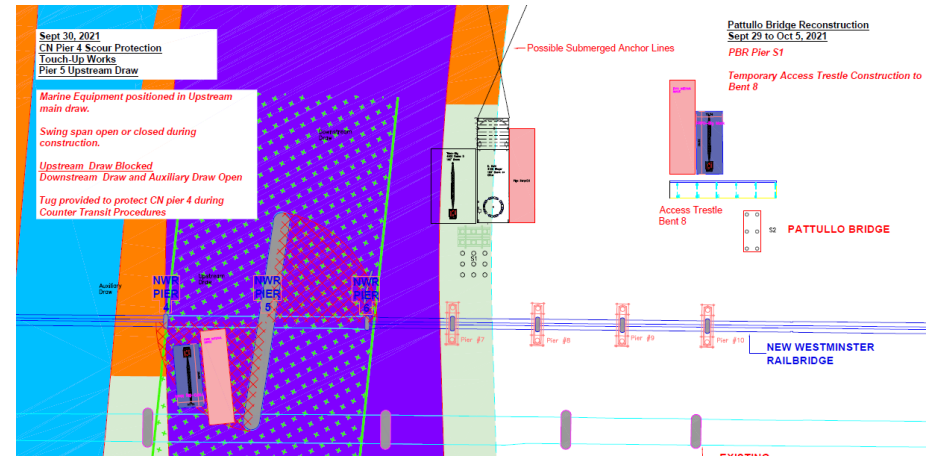 Sept 30, 2021
CN Pier 4 Scour Protection
Touch-Up Works
Pier 5 Upstream Draw
Marine Equipment positioned in Upstream
main draw.
Swing span open or closed during
construction.
Upstream Draw Blocked
Downstream Draw and Auxiliary Draw Open
Tug provided to protect CN pier 4 during
Counter Transit Procedures
Possible Submerged Anchor Lines
Pattullo Bridge Reconstruction
Sept 29 to Oct 5, 2021
PBR Pier S1
Temporary Access Trestle Construction to
Bent 8
Access Trestle
Bent 8
S2
PATTULLO BRIDGE
Auxiliary
Draw
NWR
PIER
4
NWR
PIER
5
NWR
PIER
Pier #7
Pier #8
Pier #9
Pier #10
NEW WESTMINSTER
RAILBRIDGE
EXISTING